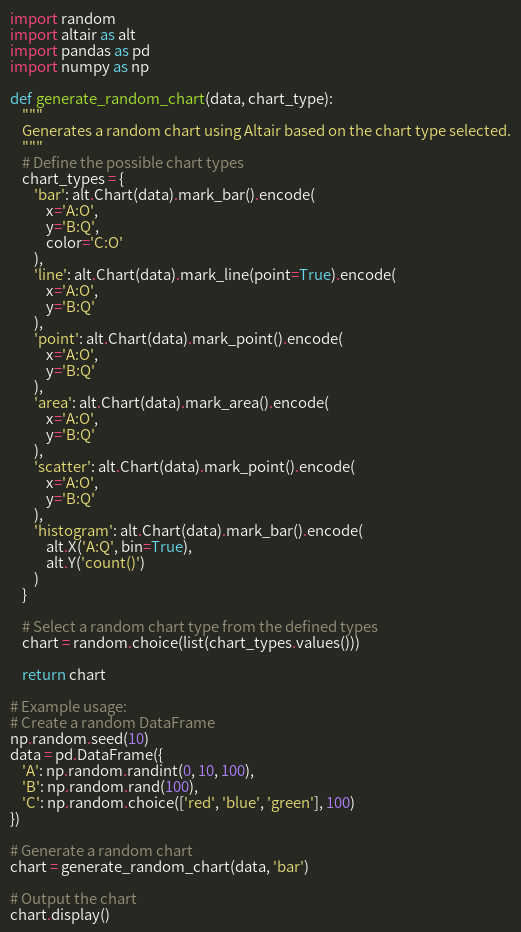 import random
import altair as alt
import pandas as pd
import numpy as np

def generate_random_chart(data, chart_type):
    """
    Generates a random chart using Altair based on the chart type selected.
    """
    # Define the possible chart types
    chart_types = {
        'bar': alt.Chart(data).mark_bar().encode(
            x='A:O',
            y='B:Q',
            color='C:O'
        ),
        'line': alt.Chart(data).mark_line(point=True).encode(
            x='A:O',
            y='B:Q'
        ),
        'point': alt.Chart(data).mark_point().encode(
            x='A:O',
            y='B:Q'
        ),
        'area': alt.Chart(data).mark_area().encode(
            x='A:O',
            y='B:Q'
        ),
        'scatter': alt.Chart(data).mark_point().encode(
            x='A:O',
            y='B:Q'
        ),
        'histogram': alt.Chart(data).mark_bar().encode(
            alt.X('A:Q', bin=True),
            alt.Y('count()')
        )
    }

    # Select a random chart type from the defined types
    chart = random.choice(list(chart_types.values()))

    return chart

# Example usage:
# Create a random DataFrame
np.random.seed(10)
data = pd.DataFrame({
    'A': np.random.randint(0, 10, 100),
    'B': np.random.rand(100),
    'C': np.random.choice(['red', 'blue', 'green'], 100)
})

# Generate a random chart
chart = generate_random_chart(data, 'bar')

# Output the chart
chart.display()